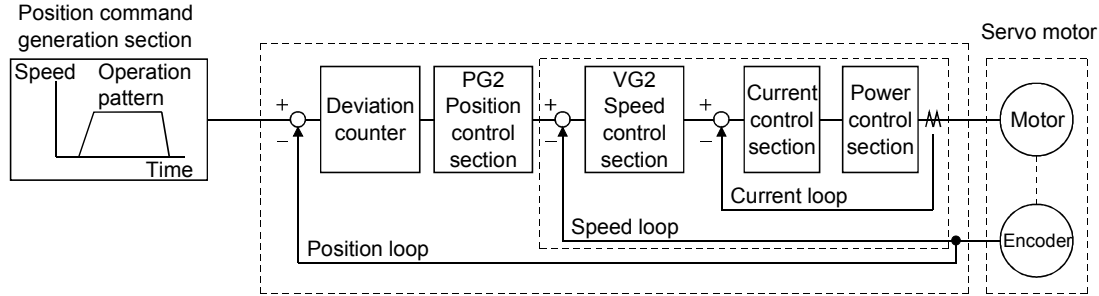 Position command
generation section
Speed
Operation
pattern
Time
+
−
Deviation
counter
PG2
Position
control
section
+
−
VG2
Speed
control
section
+
−
Current
control
section
Power
control
section
Current loop
Speed loop
Position loop
Servo motor
Motor
Encoder